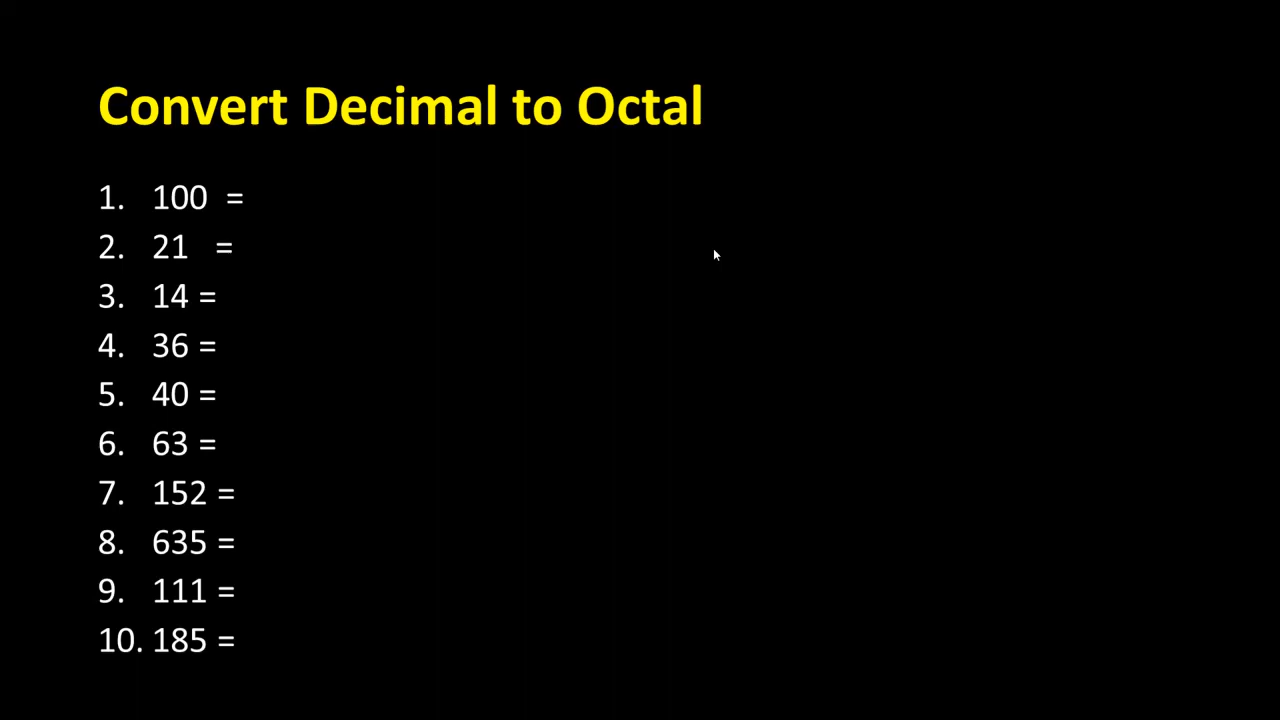 Convert Decimal to Octal
1. 100 =
2. 21 =
3. 14 =
4. 36 =
5. 40 =
6. 63 =
7. 152 =
8. 635 =
9. 111 =
10. 185 =